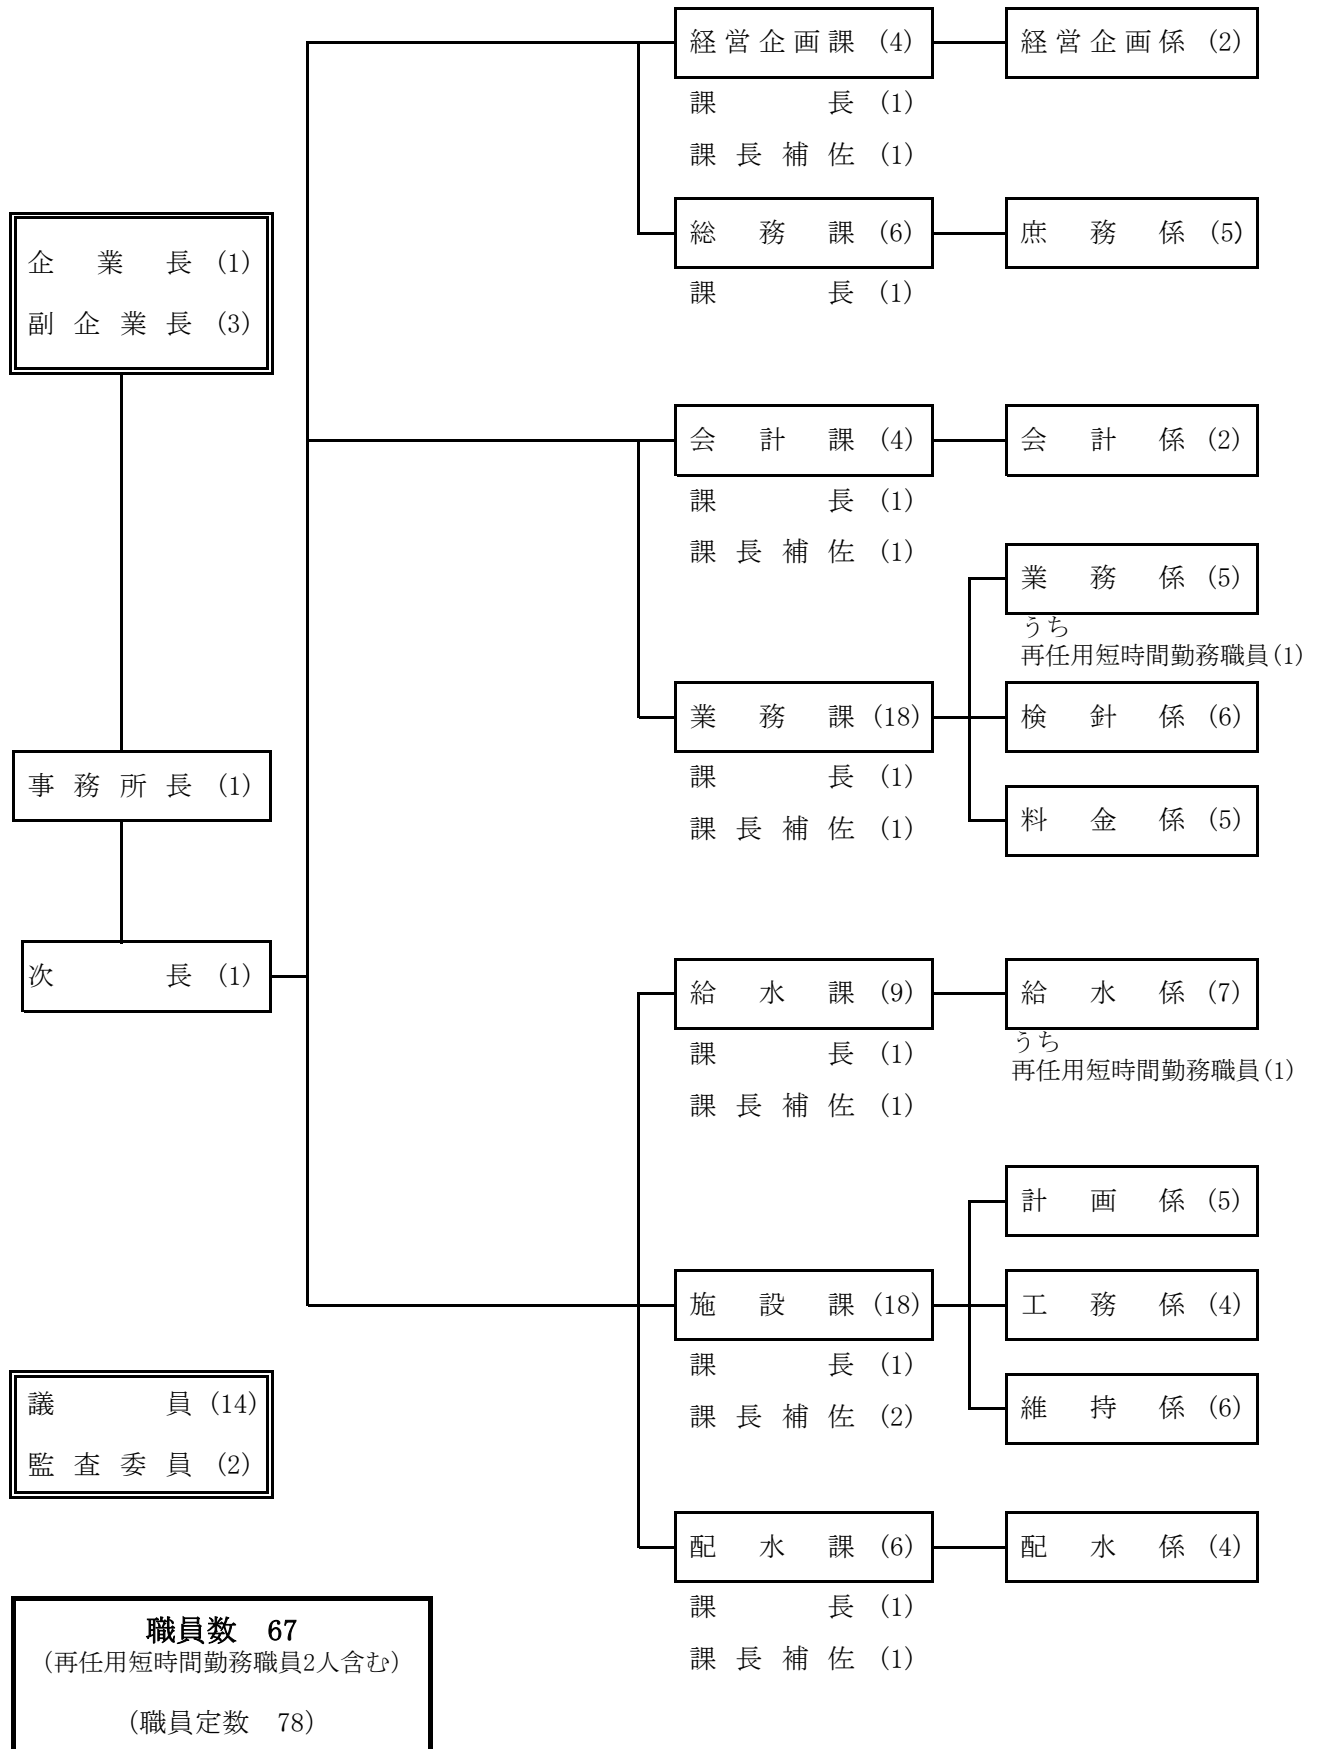 経営企画課 (4)
経営企画係 (2)
課長 (1)
課長補佐 (1)
総務課 (6)
庶務係 (5)
課長 (1)
企業長 (1)
副企業長 (3)
会計課 (4)
会計係 (2)
課長 (1)
課長補佐 (1)
業務係 (5)
うち
再任用短時間勤務職員(1)
業務課 (18)
検針係 (6)
課長 (1)
課長補佐 (1)
料金係 (5)
事務所長 (1)
次長 (1)
給水課 (9)
給水係 (7)
うち
再任用短時間勤務職員(1)
課長 (1)
課長補佐 (1)
計画係 (5)
施設課 (18)
工務係 (4)
課長 (1)
課長補佐 (2)
維持係 (6)
議員 (14)
監査委員 (2)
配水課 (6)
配水係 (4)
課長 (1)
課長補佐 (1)
職員数 67
(再任用短時間勤務職員2人含む)
(職員定数 78)